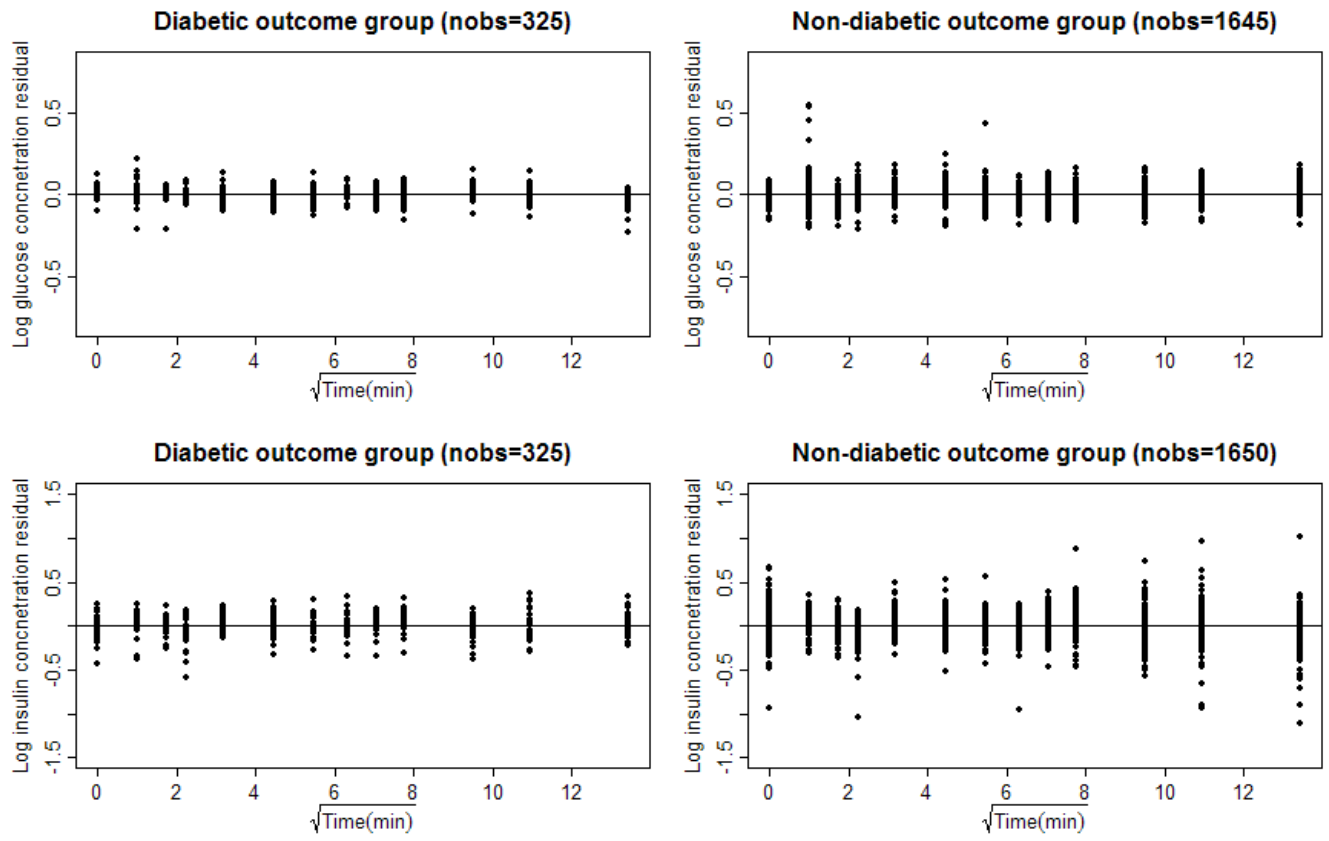 Diabetic outcome group (nobs=325)
Log glucose concnetration residual
0.5
0.0
-0.5
0 2 4 6 8 10 12
√Time(min)
Non-diabetic outcome group (nobs=1645)
Log glucose concnetration residual
0.5
0.0
-0.5
0 2 4 6 8 10 12
√Time(min)
Diabetic outcome group (nobs=325)
Log insulin concnetration residual
1.5
0.5
-0.5
-1.5
0 2 4 6 8 10 12
√Time(min)
Non-diabetic outcome group (nobs=1650)
Log insulin concnetration residual
1.5
0.5
-0.5
-1.5
0 2 4 6 8 10 12
√Time(min)